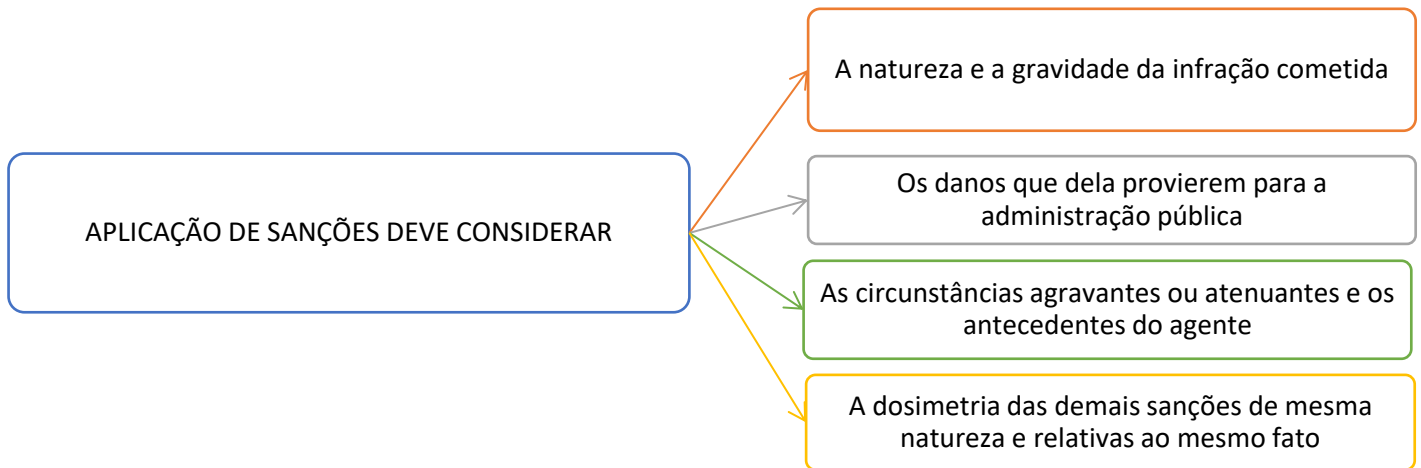 APLICAÇÃO DE SANÇÕES DEVE CONSIDERAR
A natureza e a gravidade da infração cometida
Os danos que dela provierem para a
administração pública
As circunstâncias agravantes ou atenuantes e os
antecedentes do agente
A dosimetria das demais sanções de mesma
natureza e relativas ao mesmo fato